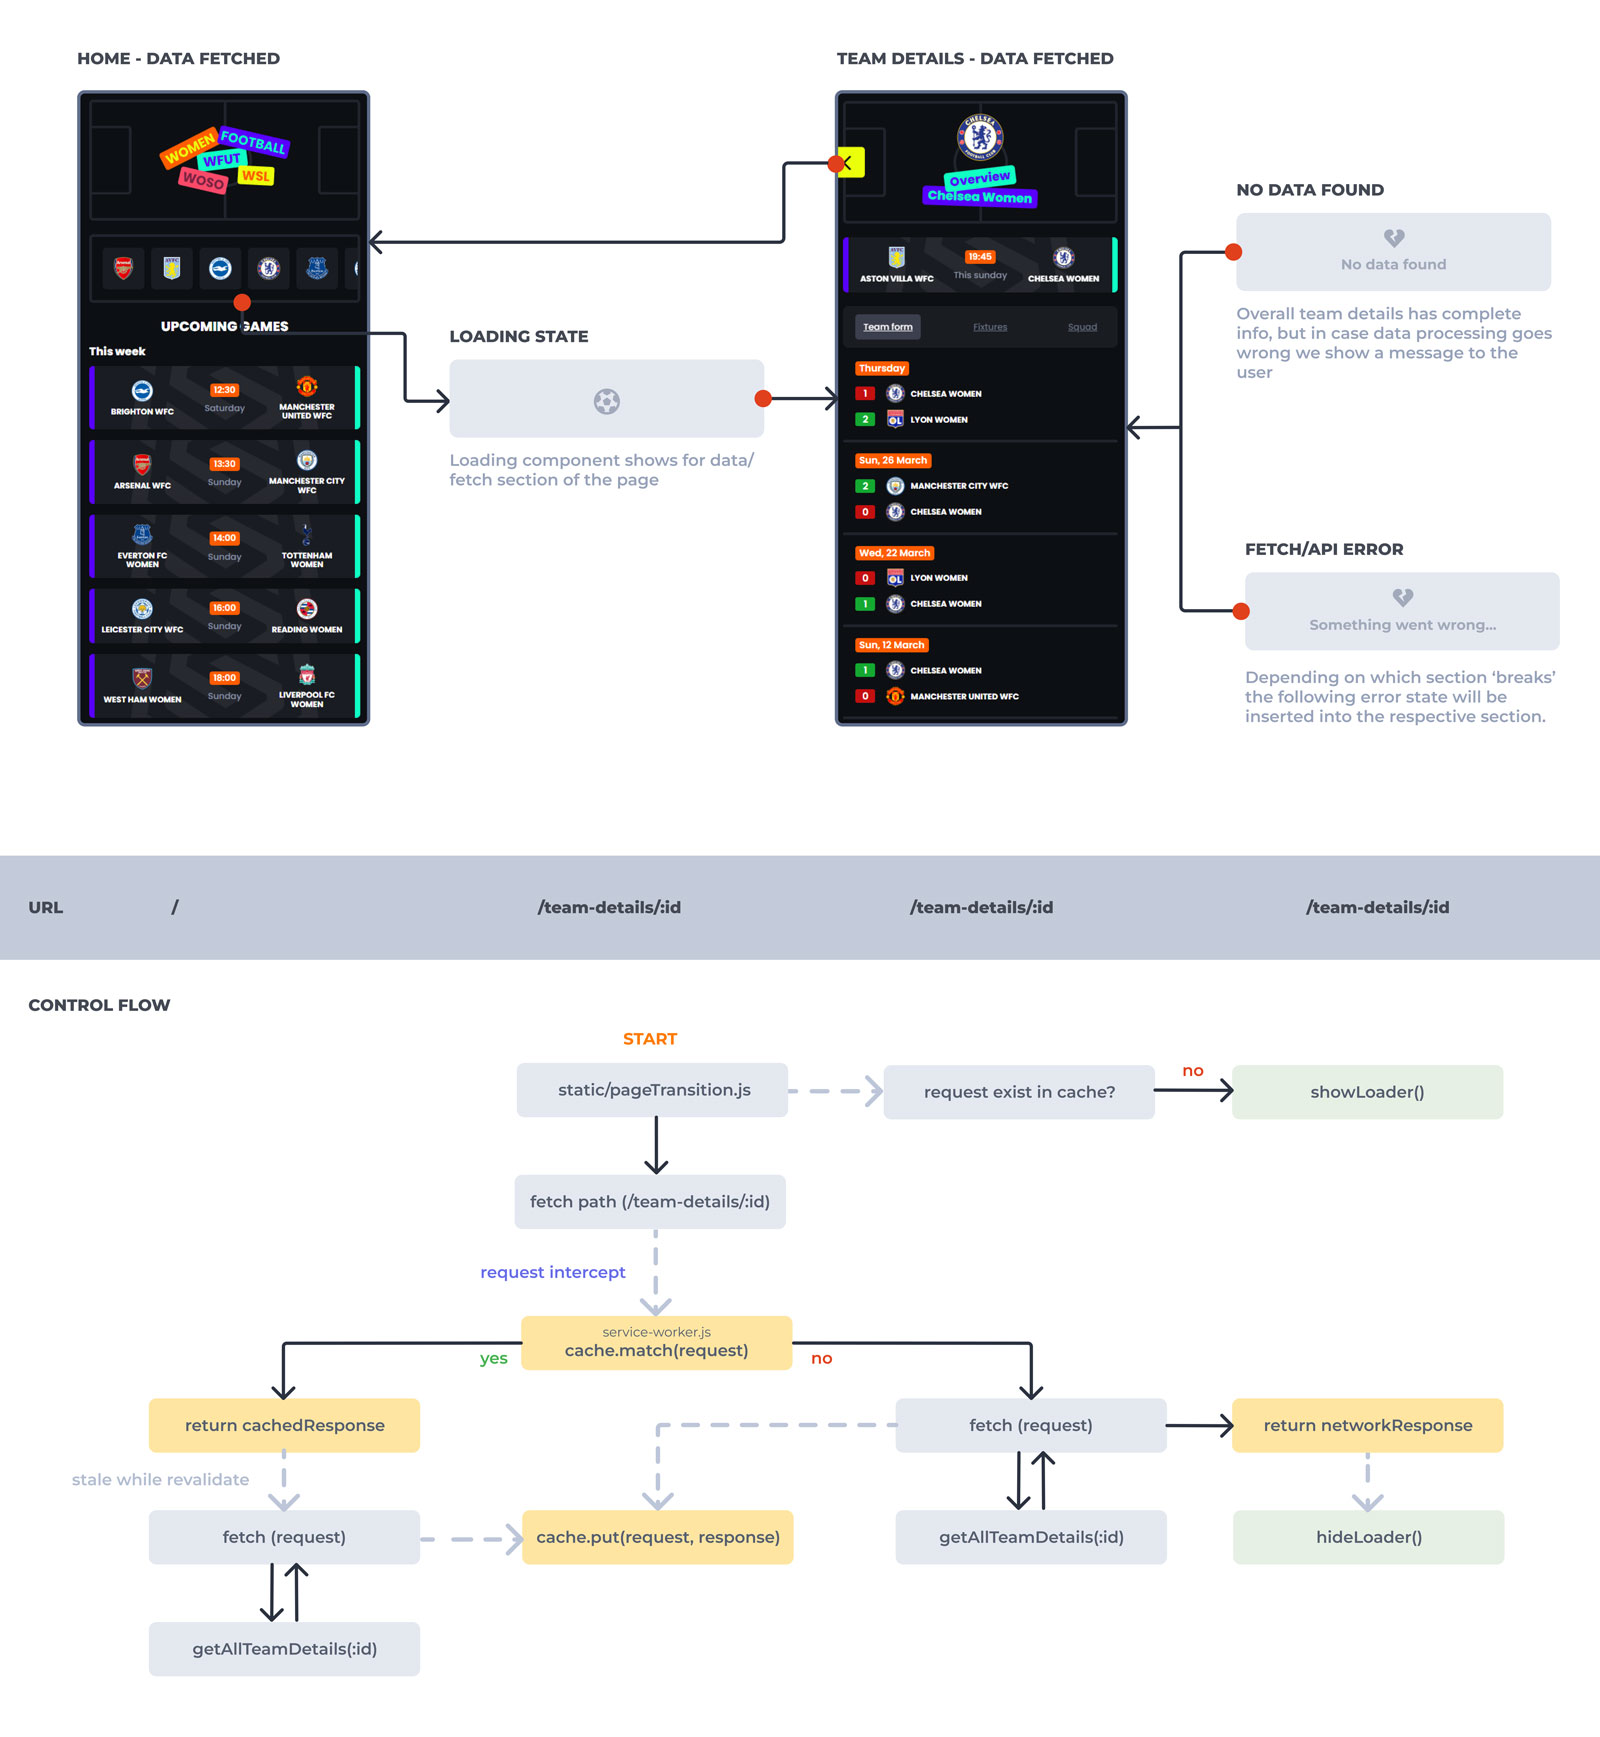 HOME - DATA FETCHED
WOMEN
FOOTBALL
WFUT
WOSO
WSL
UPCOMING GAMES
This week
BRIGHTON WFC
12:30
Saturday
MANCHESTER
UNITED WFC
ARSENAL WFC
13:30
Sunday
MANCHESTER CITY
WFC
EVERTON FC
WOMEN
14:00
Sunday
TOTTENHAM
WOMEN
LEICESTER CITY WFC
16:00
Sunday
READING WOMEN
WEST HAM WOMEN
18:00
Sunday
LIVERPOOL FC
WOMEN
LOADING STATE
Loading component shows for data/
fetch section of the page
TEAM DETAILS - DATA FETCHED
CHELSEA
FOOTBALL CLUB
Overview
Chelsea Women
ASTON VILLA WFC
19:45
This sunday
CHELSEA WOMEN
Team form
Fixtures
Squad
Thursday
1 CHELSEA WOMEN
2 LYON WOMEN
Sun, 26 March
2 MANCHESTER CITY WFC
0 CHELSEA WOMEN
Wed, 22 March
0 LYON WOMEN
1 CHELSEA WOMEN
Sun, 12 March
1 CHELSEA WOMEN
0 MANCHESTER UNITED WFC
NO DATA FOUND
No data found
Overall team details has complete
info, but in case data processing goes
wrong we show a message to the
user
FETCH/API ERROR
Something went wrong...
Depending on which section ‘breaks’
the following error state will be
inserted into the respective section.
URL / /team-details/:id /team-details/:id /team-details/:id
CONTROL FLOW
START
static/pageTransition.js
request exist in cache?
no
showLoader()
fetch path (/team-details/:id)
request intercept
service-worker.js
cache.match(request)
yes
no
return cachedResponse
fetch (request)
return networkResponse
stale while revalidate
fetch (request)
cache.put(request, response)
getAllTeamDetails(:id)
hideLoader()
getAllTeamDetails(:id)